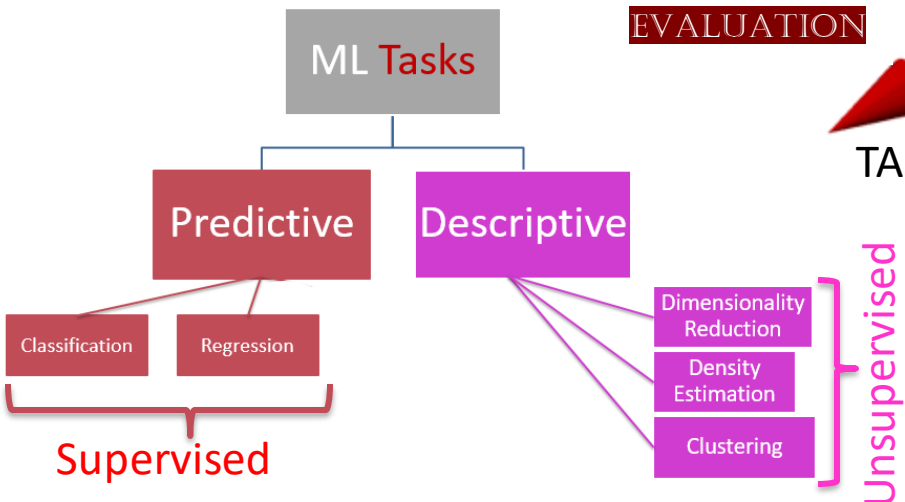 EVALUATION
ML Tasks
TA
Predictive
Descriptive
Classification
Regression
Dimensionality
Reduction
Density
Estimation
Clustering
Supervised
Unsupervised